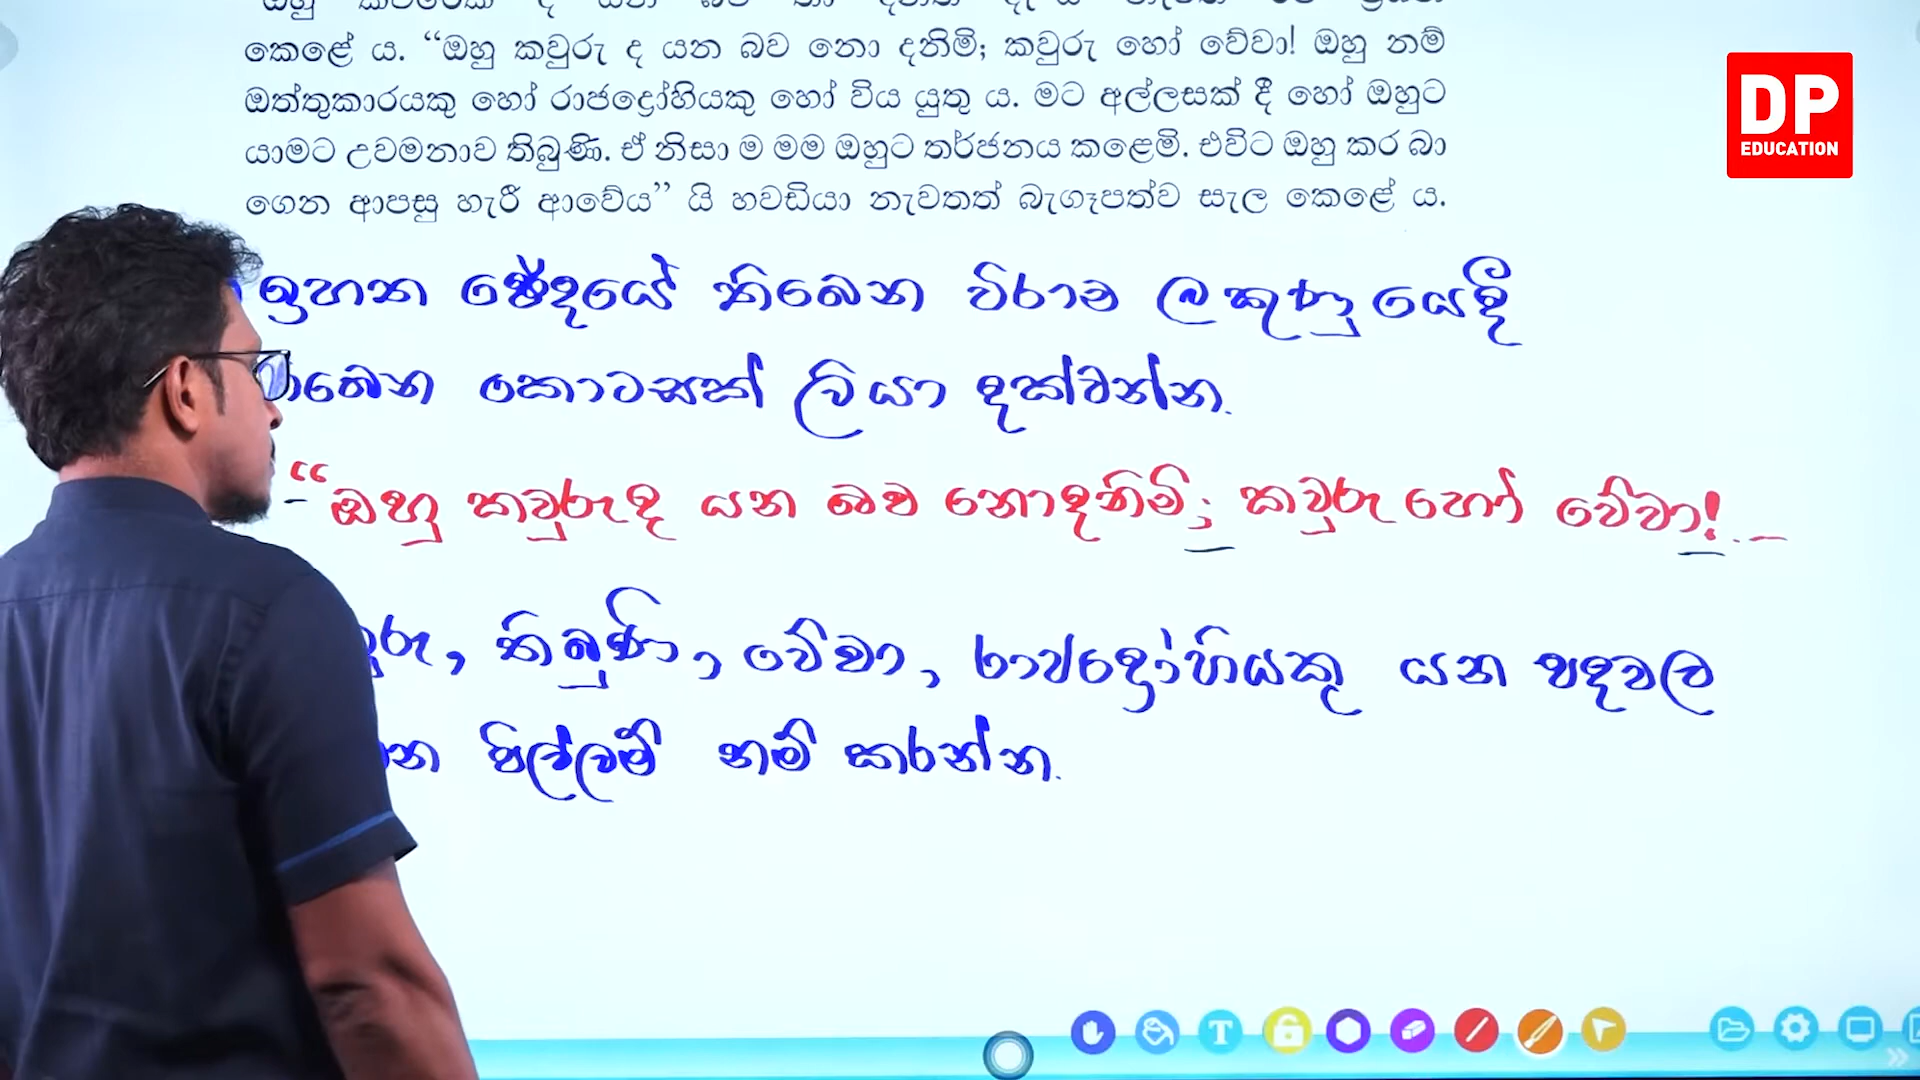 කෙළේ ය. “ඔහු කවුරු ද යන බව නො දනිමි; කවුරු හෝ වේවා! ඔහු නම්
ඔත්තුකාරයකු හෝ රාජද්‍රෝහියකු හෝ විය යුතු ය. මට අල්ලසක් දී හෝ ඔහුට
යාමට උවමනාව තිබුණි. ඒ නිසා ම මම ඔහුට තර්ජනය කළෙමි. එවිට ඔහු කර බා
ගෙන ආපසු හැරී ආවේය” යි හවඩියා නැවතත් බැගෑපත්ව සැල කෙළේ ය.
DP
EDUCATION
ඉහත ඡේදයේ තිබෙන විරාම ලකුණු යෙදී
තිබෙන කොටසක් ලියා දක්වන්න.
“ඔහු කවුරුද යන බව නොදනිමි; කවුරු හෝ වේවා!
තිබුණි, වේවා, රාජද්‍රෝහියකු යන පදවල
පිල්ලම් නම් කරන්න.